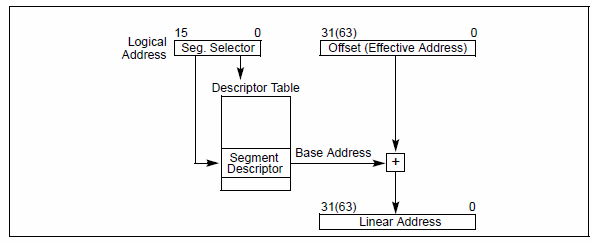 15 0 31(63) 0
Logical
Address
Seg. Selector Offset (Effective Address)
Descriptor Table
Segment
Descriptor
Base Address
+
31(63) 0
Linear Address